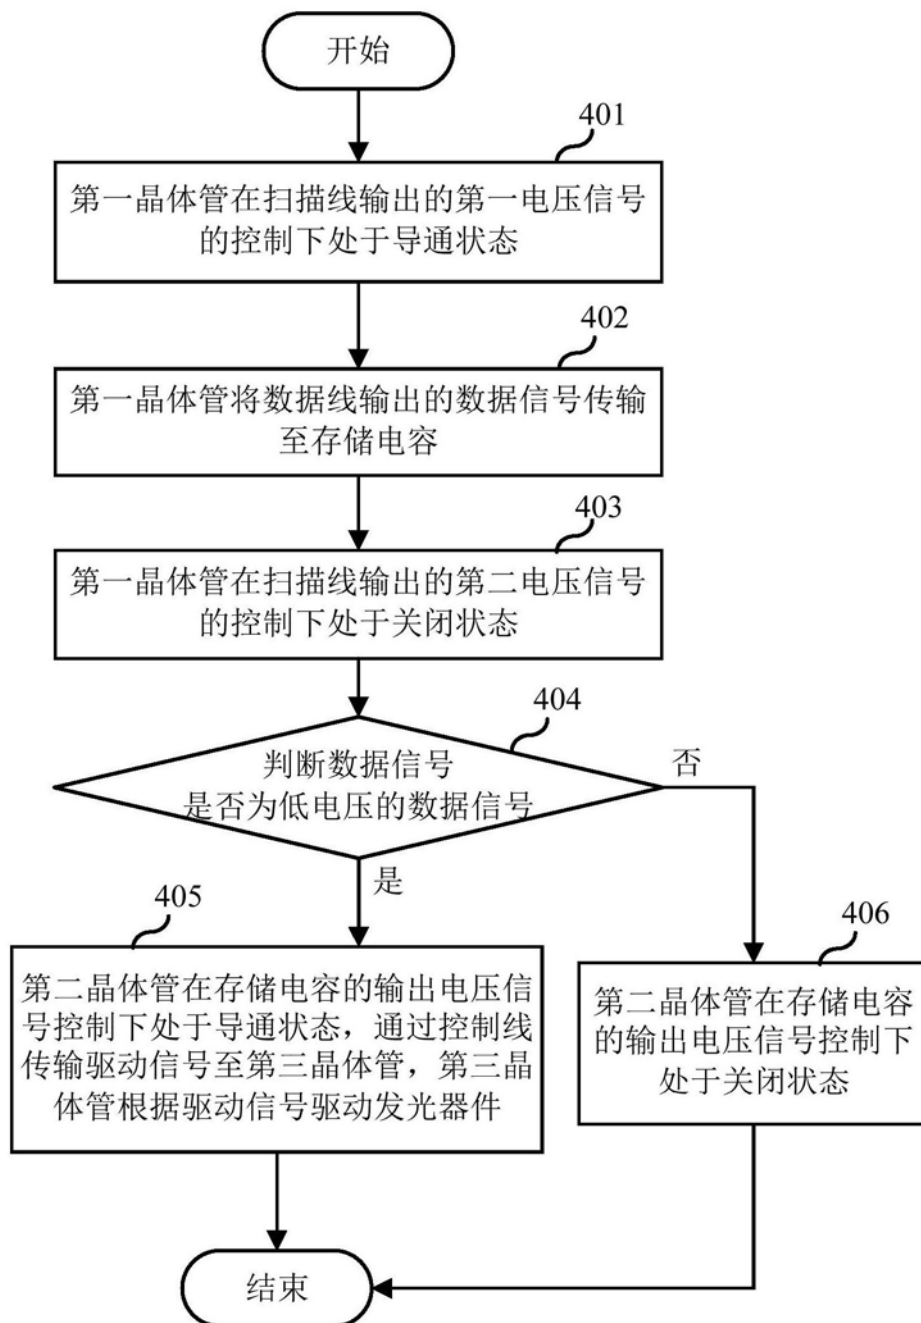 开始
401
第一晶体管在扫描线输出的第一电压信号
的控制下处于导通状态
402
第一晶体管将数据线输出的数据信号传输
至存储电容
403
第一晶体管在扫描线输出的第二电压信号
的控制下处于关闭状态
404
判断数据信号
是否为低电压的数据信号
否
是
405
第二晶体管在存储电容的输出电压信
号控制下处于导通状态，通过控制线
传输驱动信号至第三晶体管，第三晶
体管根据驱动信号驱动发光器件
406
第二晶体管在存储电容
的输出电压信号控制下
处于关闭状态
结束